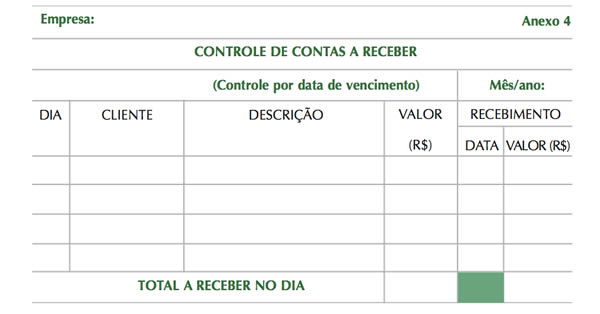 Empresa: Anexo 4
CONTROLE DE CONTAS A RECEBER
(Controle por data de vencimento) Mês/ano:
DIA CLIENTE DESCRIÇÃO VALOR RECEBIMENTO
(R$) DATA VALOR (R$)
TOTAL A RECEBER NO DIA